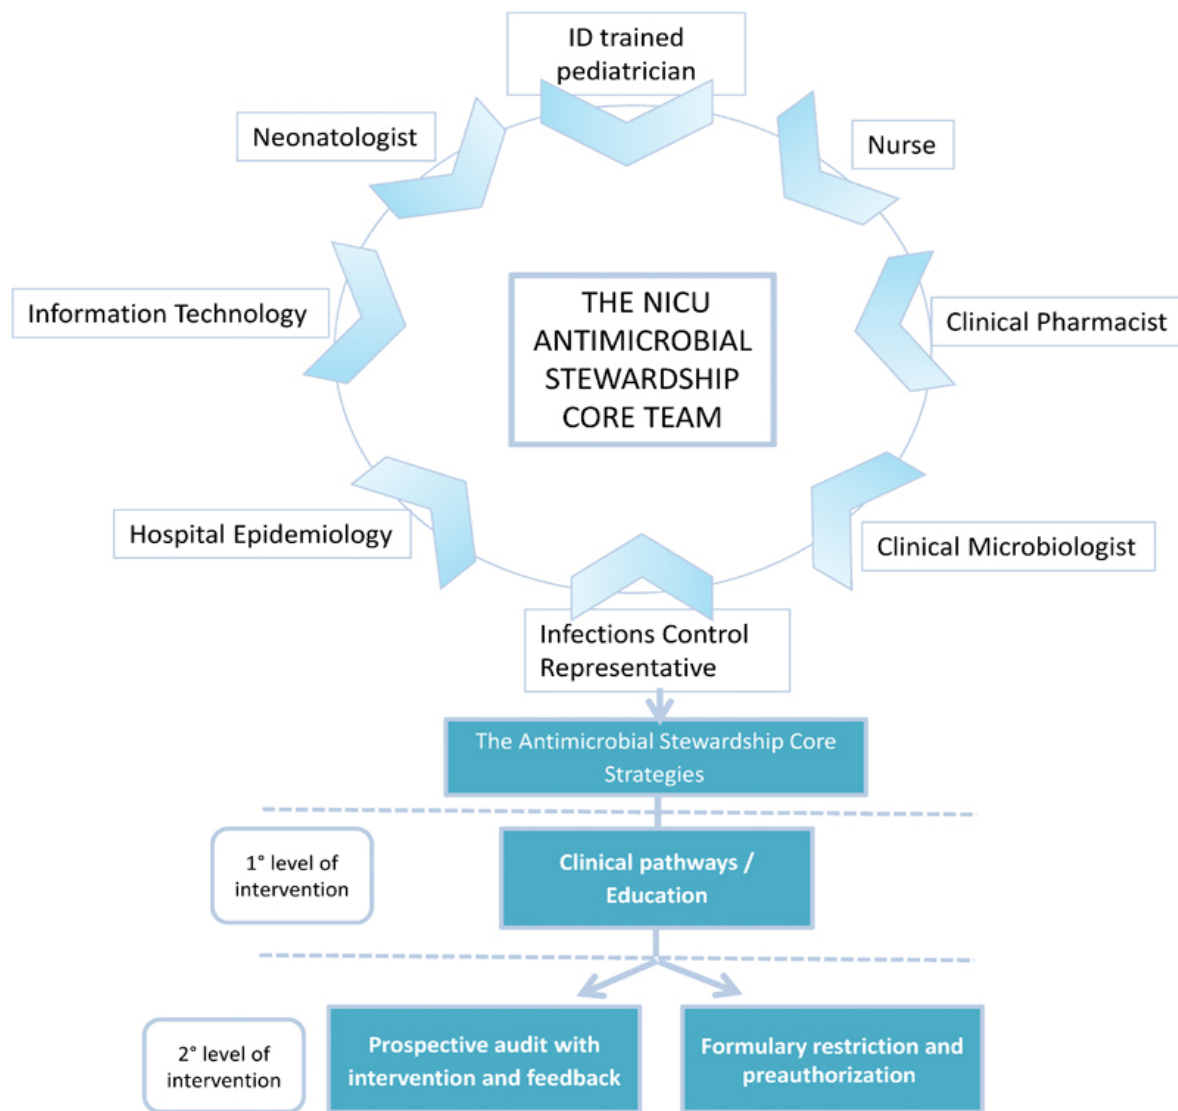 ID trained
pediatrician
Neonatologist
Nurse
Information Technology
THE NICU
ANTIMICROBIAL
STEWARDSHIP
CORE TEAM
Clinical Pharmacist
Hospital Epidemiology
Clinical Microbiologist
Infections Control
Representative
The Antimicrobial Stewardship Core
Strategies
1° level of
intervention
Clinical pathways /
Education
2° level of
intervention
Prospective audit with
intervention and feedback
Formulary restriction and
preauthorization